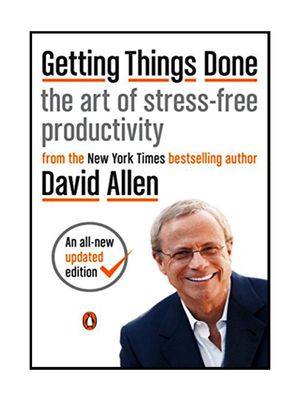 Getting Things Done
the art of stress-free
productivity
from the New York Times bestselling author
David Allen
An all-new
updated
edition